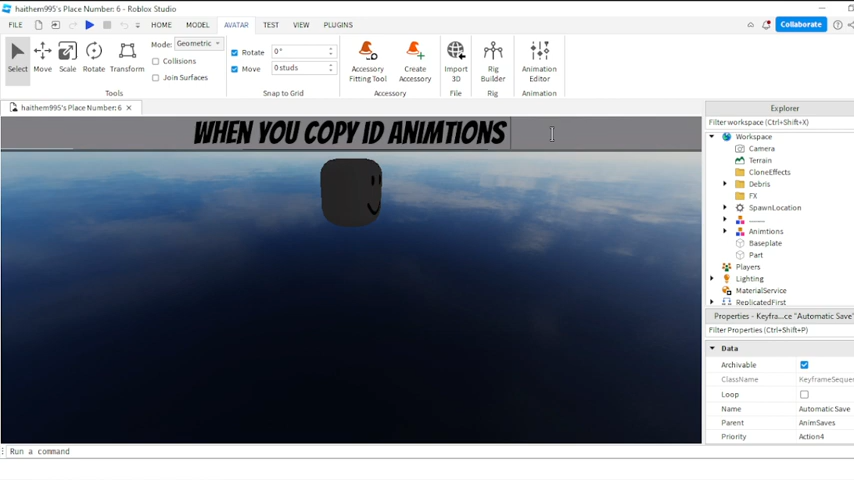 haithem995's Place Number: 6 - Roblox Studio
FILE HOME MODEL AVATAR TEST VIEW PLUGINS Collaborate
Select Move Scale Rotate Transform
Mode: Geometric
Collisions
Join Surfaces
Tools
Rotate 0°
Move 0 studs
Snap to Grid
Accessory Fitting Tool
Create Accessory
Accessory
Import 3D
File
Rig Builder
Rig
Animation Editor
Animation
haithem995's Place Number: 6
WHEN YOU COPY ID ANIMTIONS
Explorer
Filter workspace (Ctrl+Shift+X)
Workspace
Camera
Terrain
CloneEffects
Debris
FX
SpawnLocation
Animtions
Baseplate
Part
Players
Lighting
MaterialService
ReplicatedFirst
Properties - Keyfra...ce "Automatic Save"
Filter Properties (Ctrl+Shift+P)
Data
Archivable
ClassName KeyframeSequen
Loop
Name Automatic Save
Parent AnimSaves
Priority Action4
Run a command